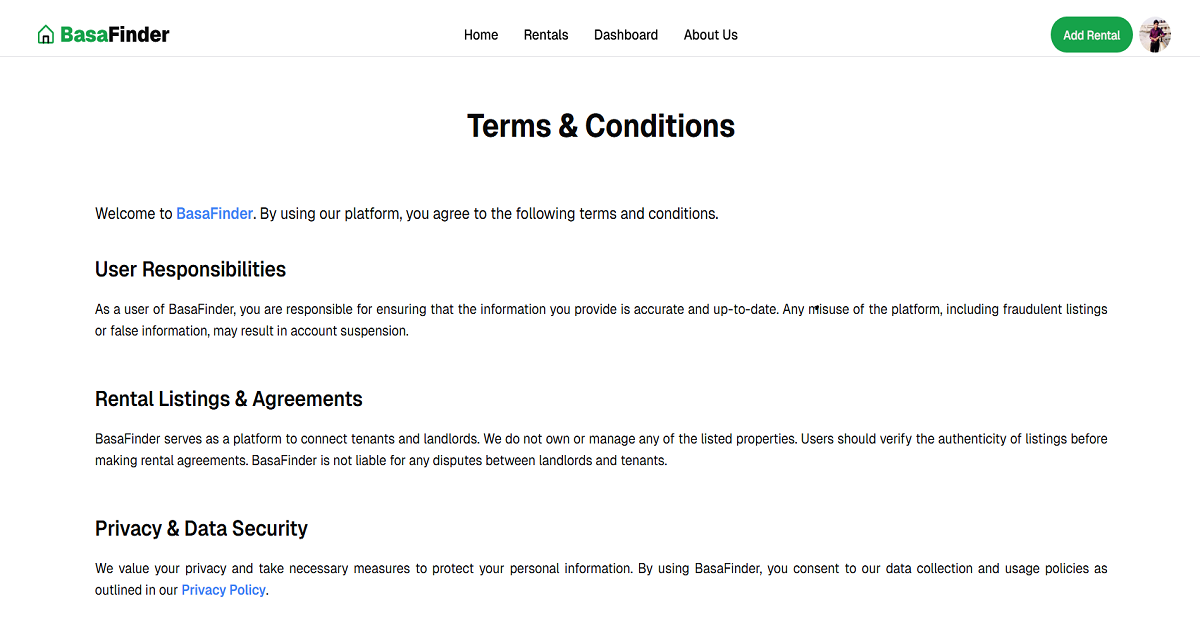 BasaFinder Home Rentals Dashboard About Us Add Rental
Terms & Conditions
Welcome to BasaFinder. By using our platform, you agree to the following terms and conditions.
User Responsibilities
As a user of BasaFinder, you are responsible for ensuring that the information you provide is accurate and up-to-date. Any misuse of the platform, including fraudulent listings
or false information, may result in account suspension.
Rental Listings & Agreements
BasaFinder serves as a platform to connect tenants and landlords. We do not own or manage any of the listed properties. Users should verify the authenticity of listings before
making rental agreements. BasaFinder is not liable for any disputes between landlords and tenants.
Privacy & Data Security
We value your privacy and take necessary measures to protect your personal information. By using BasaFinder, you consent to our data collection and usage policies as
outlined in our Privacy Policy.